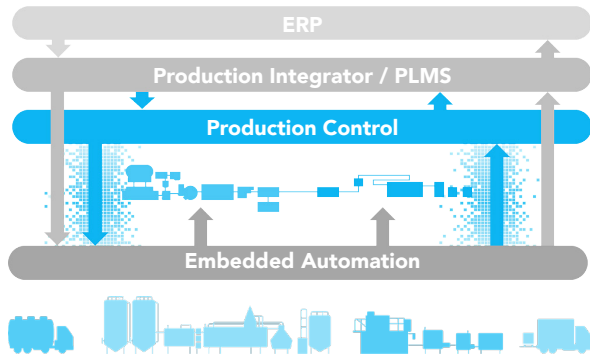 ERP
Production Integrator / PLMS
Production Control
Embedded Automation